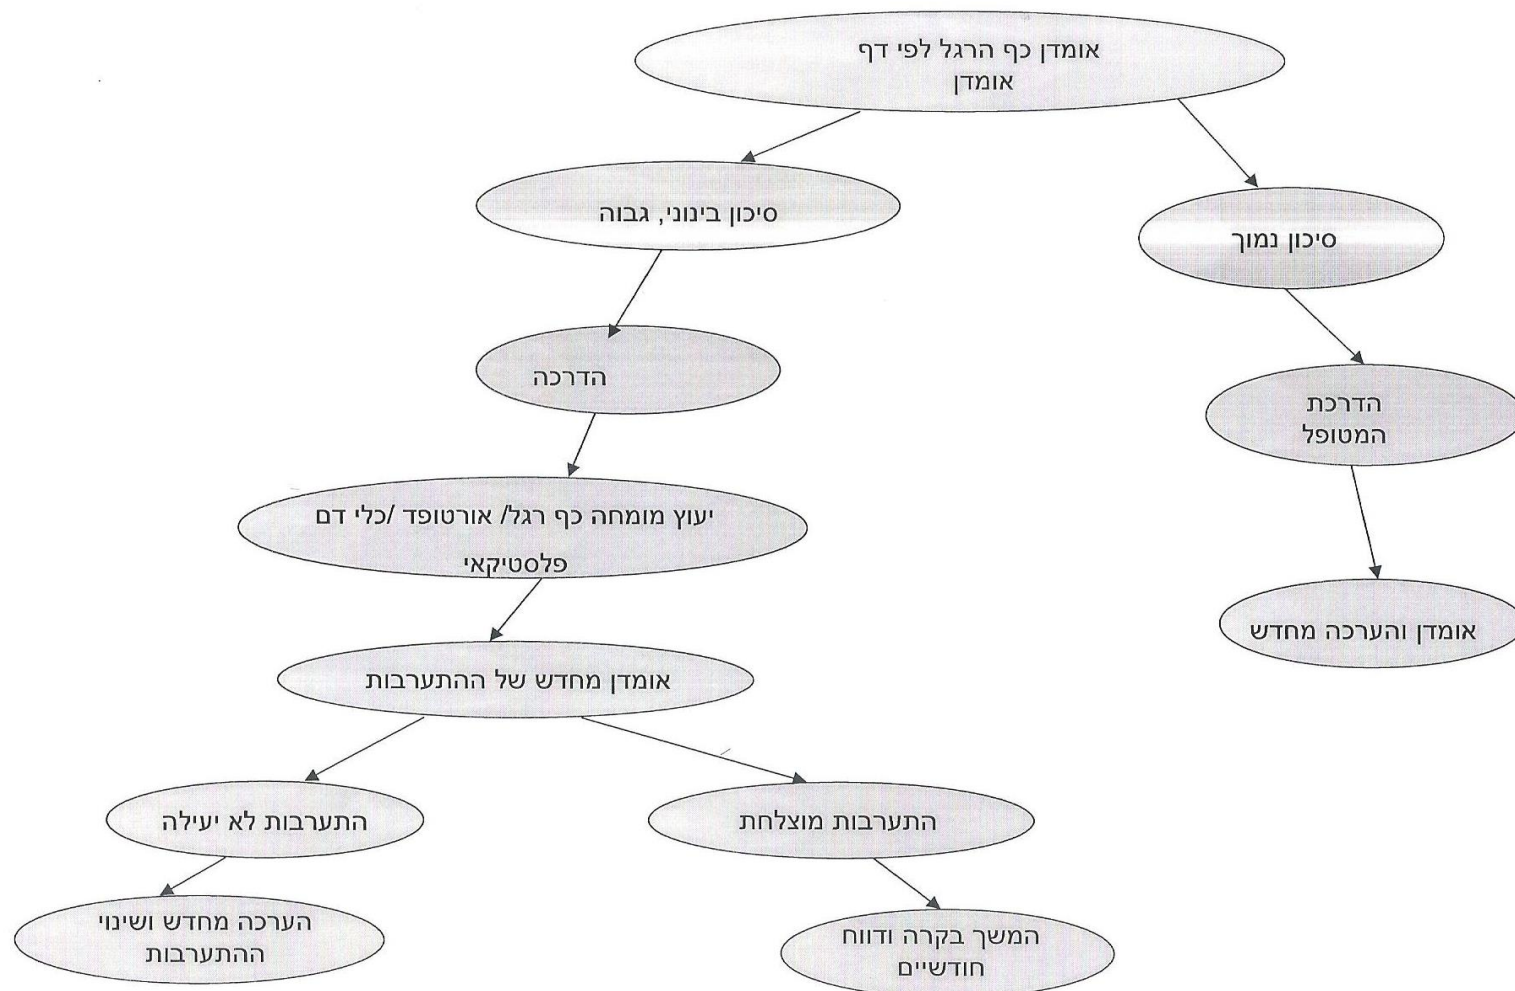 אומדן כף הרגל לפי דף
אומדן
סיכון בינוני, גבוה
סיכון נמוך
הדרכה
הדרכת
המטופל
יעוץ מומחה כף רגל/ אורטופד /כלי דם
פלסטיקאי
אומדן והערכה מחדש
אומדן מחדש של ההתערבות
התערבות מוצלחת
התערבות לא יעילה
המשך בקרה ודווח
חודשיים
הערכה מחדש ושינוי
ההתערבות